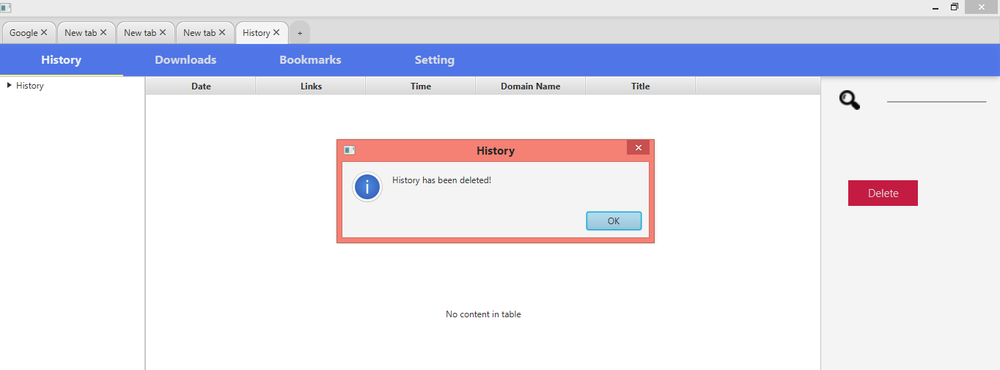 Google New tab New tab New tab History +
History Downloads Bookmarks Setting
History
Date Links Time Domain Name Title
History
History has been deleted!
OK
Delete
No content in table